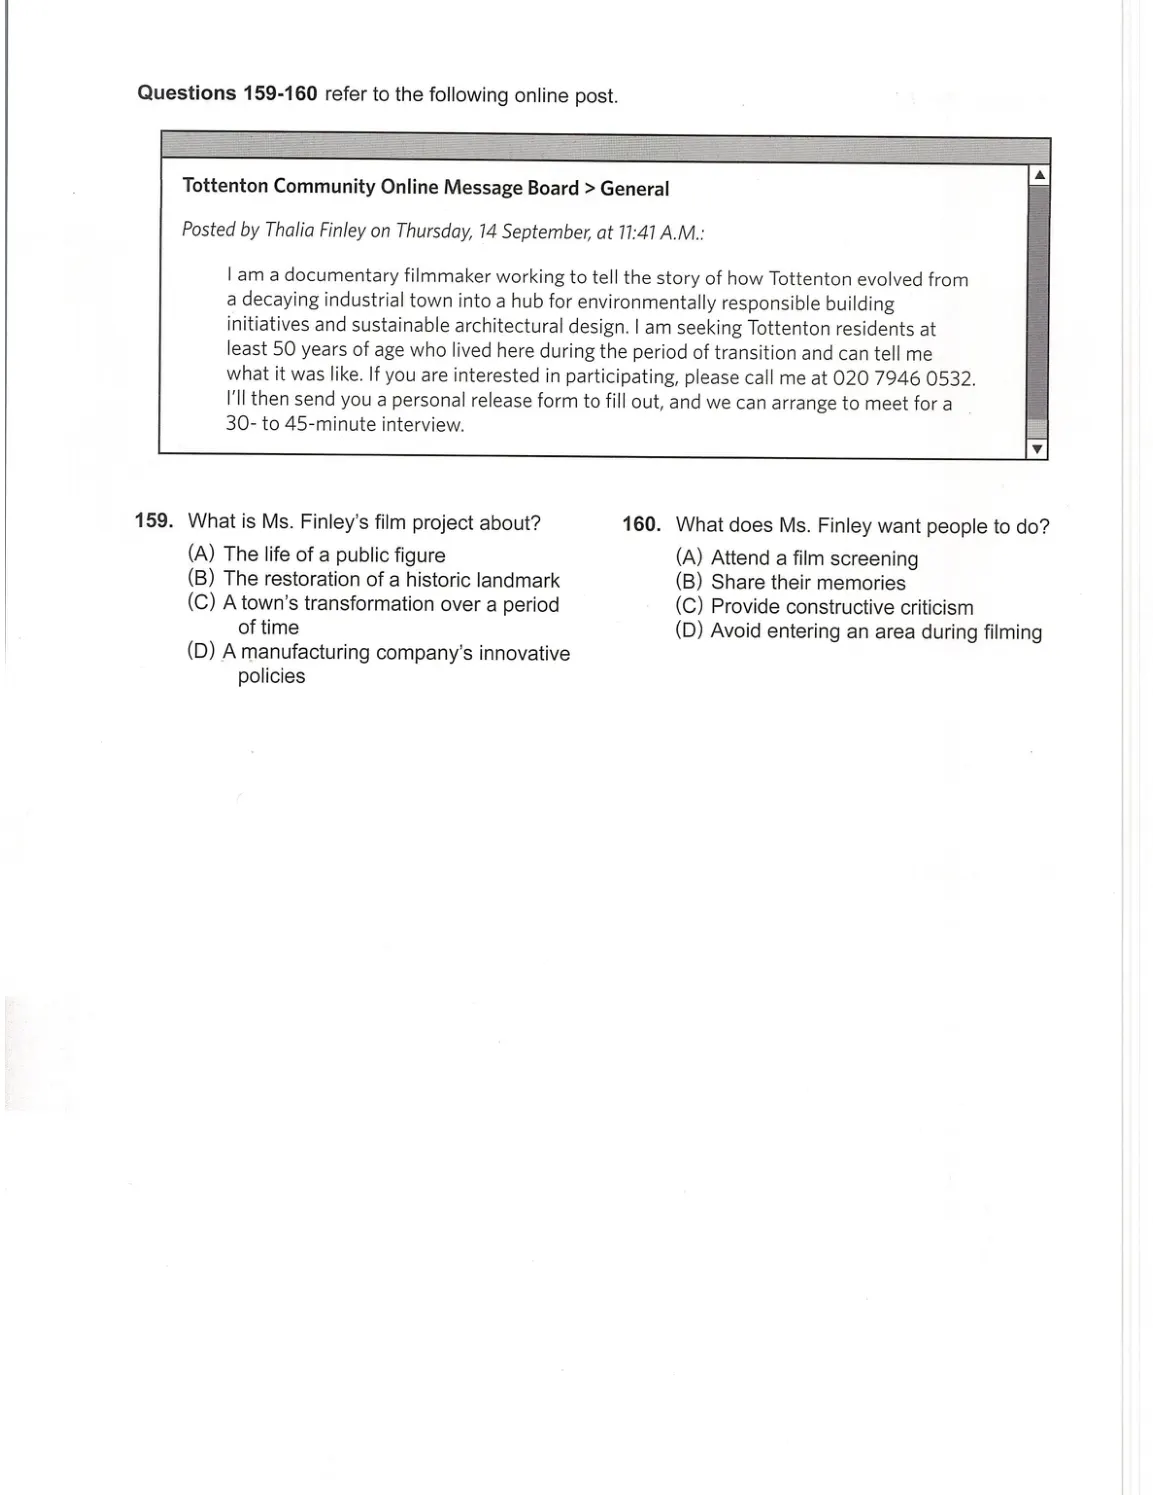 Questions 159-160 refer to the following online post.
Tottenton Community Online Message Board > General
Posted by Thalia Finley on Thursday, 14 September, at 11:41 A.M.:
I am a documentary filmmaker working to tell the story of how Tottenton evolved from
a decaying industrial town into a hub for environmentally responsible building
initiatives and sustainable architectural design. I am seeking Tottenton residents at
least 50 years of age who lived here during the period of transition and can tell me
what it was like. If you are interested in participating, please call me at 020 7946 0532.
I'll then send you a personal release form to fill out, and we can arrange to meet for a
30- to 45-minute interview.
159. What is Ms. Finley's film project about?
(A) The life of a public figure
(B) The restoration of a historic landmark
(C) A town's transformation over a period
of time
(D) A manufacturing company's innovative
policies
160. What does Ms. Finley want people to do?
(A) Attend a film screening
(B) Share their memories
(C) Provide constructive criticism
(D) Avoid entering an area during filming